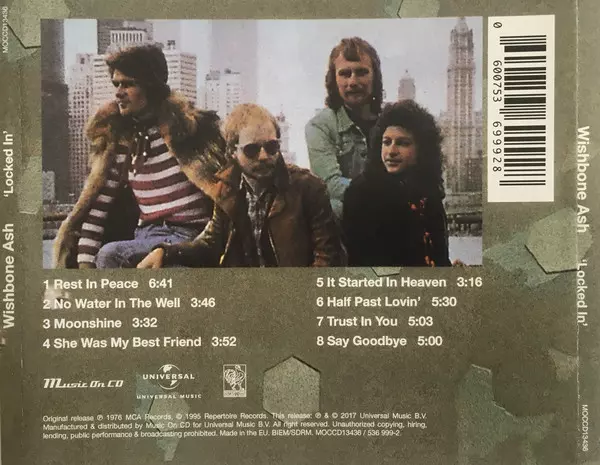 MOCCD13436
Wishbone Ash 'Locked In'
0 600753 699928
1 Rest In Peace 6:41
2 No Water In The Well 3:46
3 Moonshine 3:32
4 She Was My Best Friend 3:52
5 It Started In Heaven 3:16
6 Half Past Lovin' 5:30
7 Trust In You 5:03
8 Say Goodbye 5:00
Music On CD
UNIVERSAL
UNIVERSAL MUSIC
Original release ℗ 1976 MCA Records, © 1995 Repertoire Records. This release: ℗ & © 2017 Universal Music B.V.
Manufactured & distributed by Music On CD for Universal Music B.V. All right reserved. Unauthorized copying, hiring,
lending, public performance & broadcasting prohibited. Made in the EU. BIEM/SDRM. MOCCD13436 / 536 999-2.
Wishbone Ash 'Locked In'
MOCCD13436